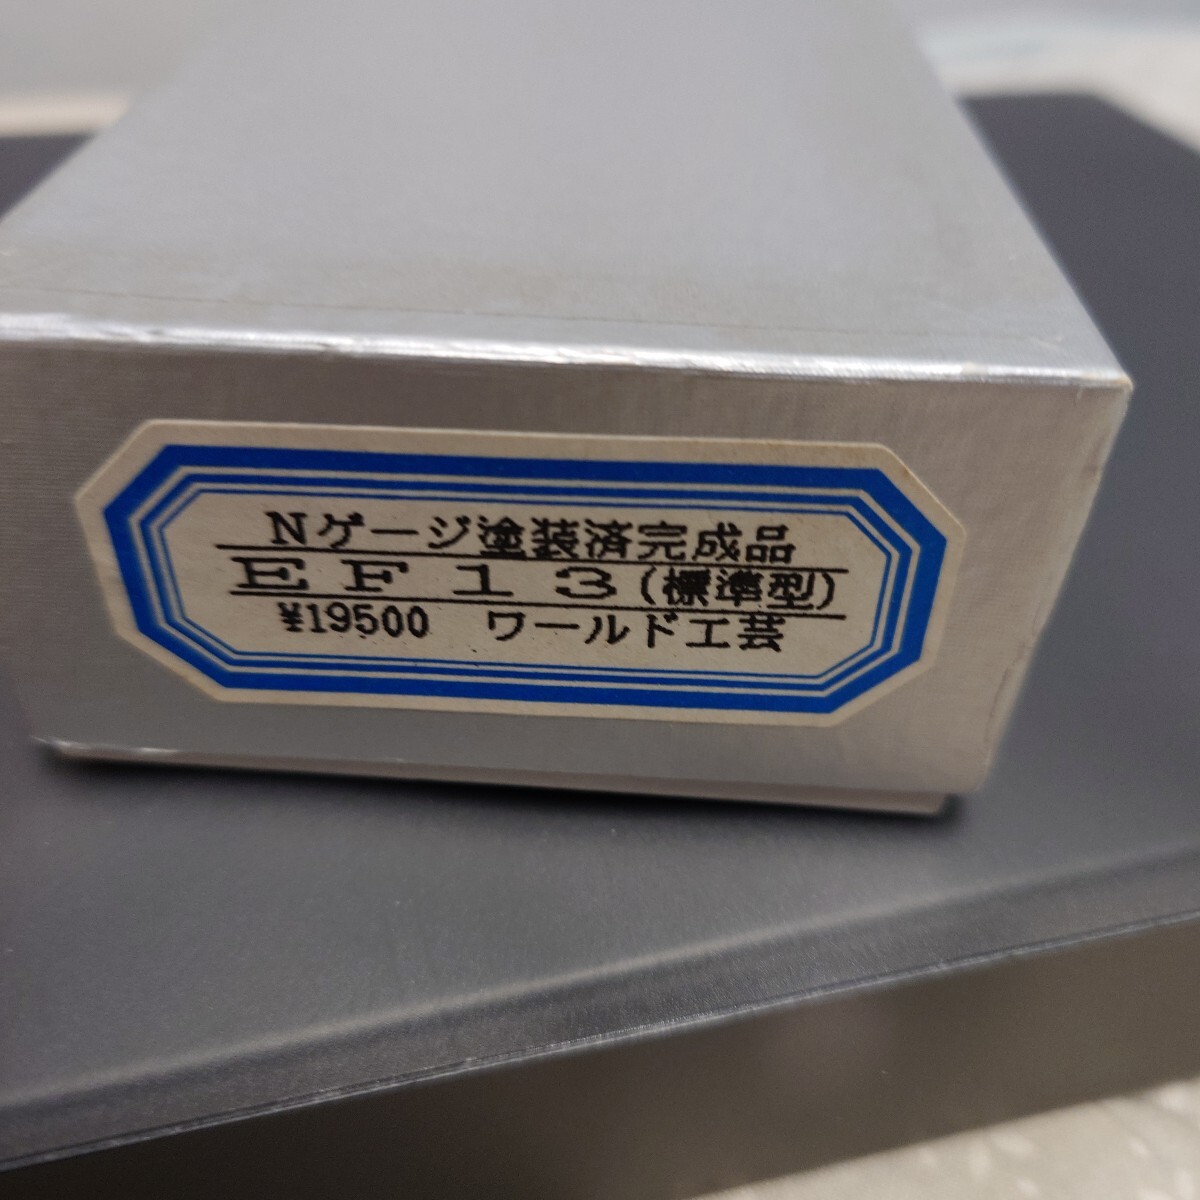 Nゲージ塗装済完成品
EF13(標準型)
¥19500 ワールド工芸